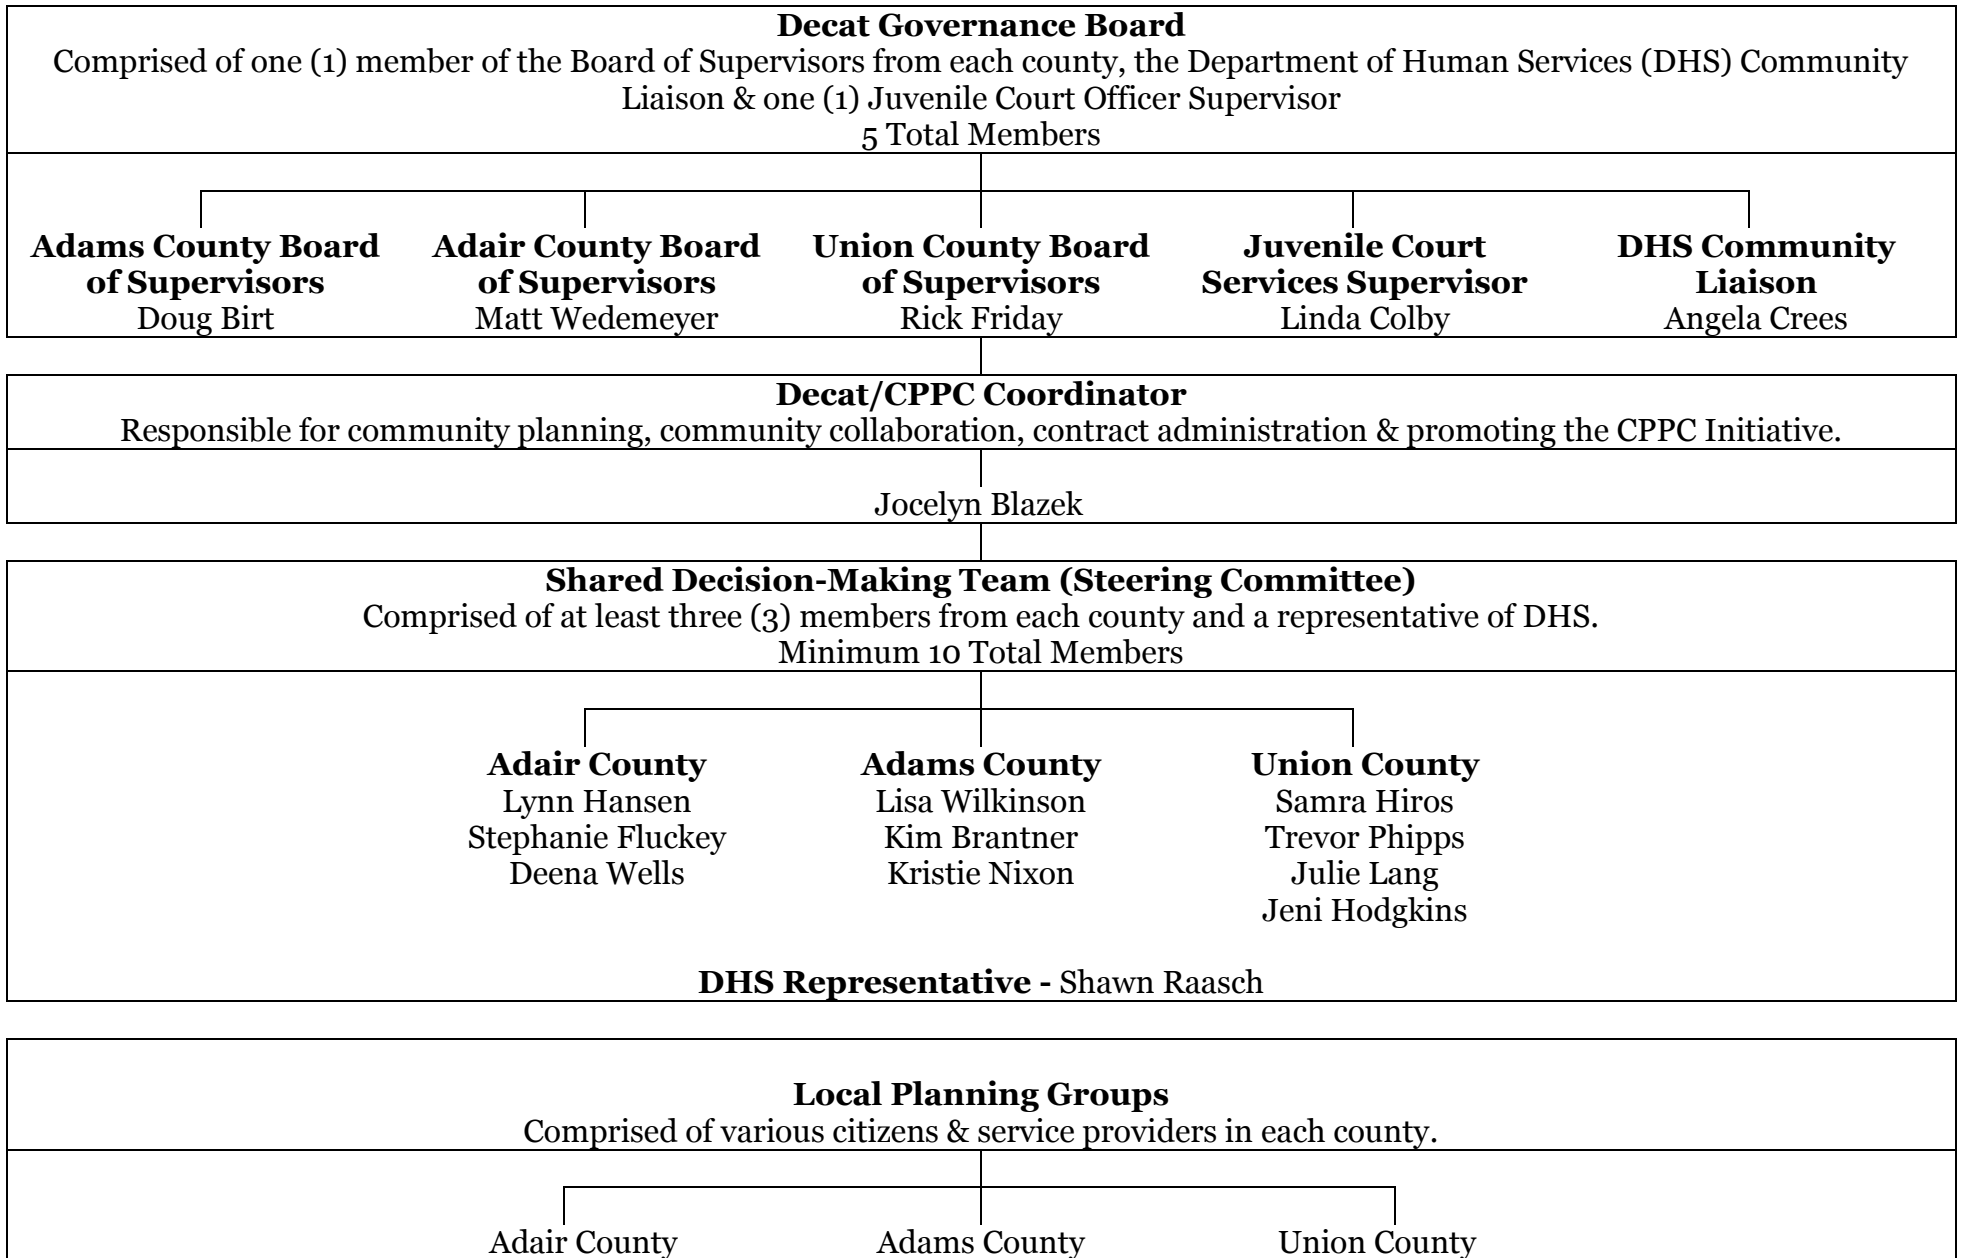 Decat Governance Board
Comprised of one (1) member of the Board of Supervisors from each county, the Department of Human Services (DHS) Community
Liaison & one (1) Juvenile Court Officer Supervisor
5 Total Members
Adams County Board
of Supervisors
Doug Birt
Adair County Board
of Supervisors
Matt Wedemeyer
Union County Board
of Supervisors
Rick Friday
Juvenile Court
Services Supervisor
Linda Colby
DHS Community
Liaison
Angela Crees
Decat/CPPC Coordinator
Responsible for community planning, community collaboration, contract administration & promoting the CPPC Initiative.
Jocelyn Blazek
Shared Decision-Making Team (Steering Committee)
Comprised of at least three (3) members from each county and a representative of DHS.
Minimum 10 Total Members
Adair County
Lynn Hansen
Stephanie Fluckey
Deena Wells
Adams County
Lisa Wilkinson
Kim Brantner
Kristie Nixon
Union County
Samra Hiros
Trevor Phipps
Julie Lang
Jeni Hodgkins
DHS Representative - Shawn Raasch
Local Planning Groups
Comprised of various citizens & service providers in each county.
Adair County
Adams County
Union County